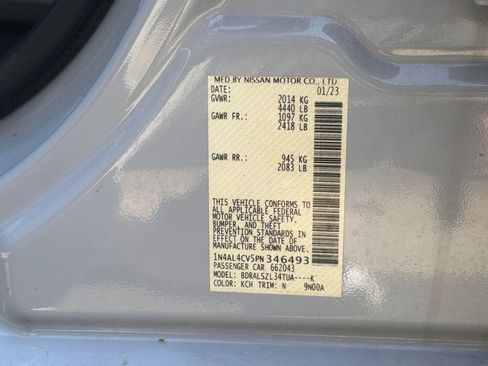 MFD BY NISSAN MOTOR CO., LTD.
DATE: 01/23
GVWR: 2014 KG
4440 LB
GAWR FR.: 1097 KG
2418 LB
GAWR RR.: 945 KG
2083 LB
THIS VEHICLE CONFORMS TO
ALL APPLICABLE FEDERAL
MOTOR VEHICLE SAFETY,
BUMPER, AND THEFT
PREVENTION STANDARDS
IN EFFECT ON THE DATE OF
MANUFACTURE SHOWN ABOVE.
1N4AL4CV5PN346493
PASSENGER CAR 662043
MODEL: BDRALSZL34TUA----K
COLOR: KCH TRIM: N 9N00A